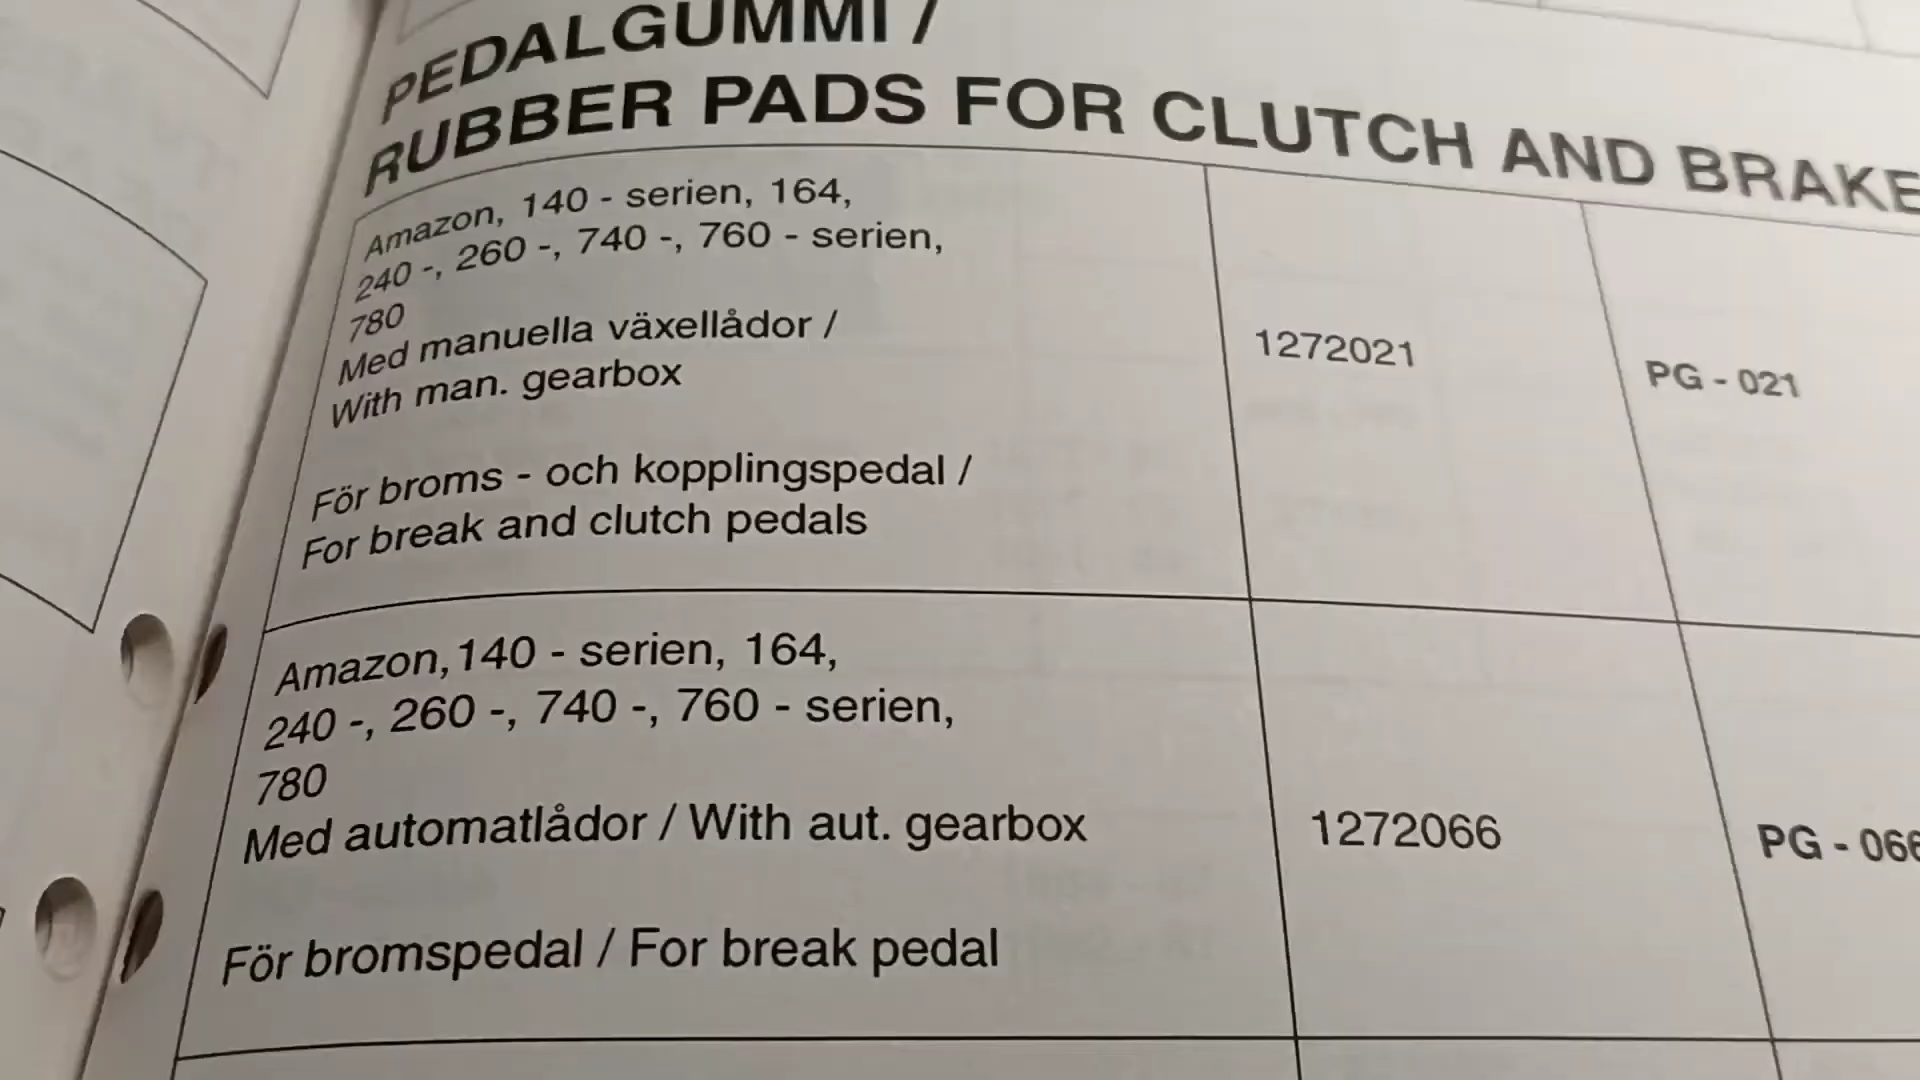 PEDALGUMMI /
RUBBER PADS FOR CLUTCH AND BRAKE
Amazon, 140 - serien, 164,
240 -, 260 -, 740 -, 760 - serien,
780
Med manuella växellådor /
With man. gearbox
För broms - och kopplingspedal /
For break and clutch pedals
1272021
PG - 021
Amazon, 140 - serien, 164,
240 -, 260 -, 740 -, 760 - serien,
780
Med automatlådor / With aut. gearbox
För bromspedal / For break pedal
1272066
PG - 066